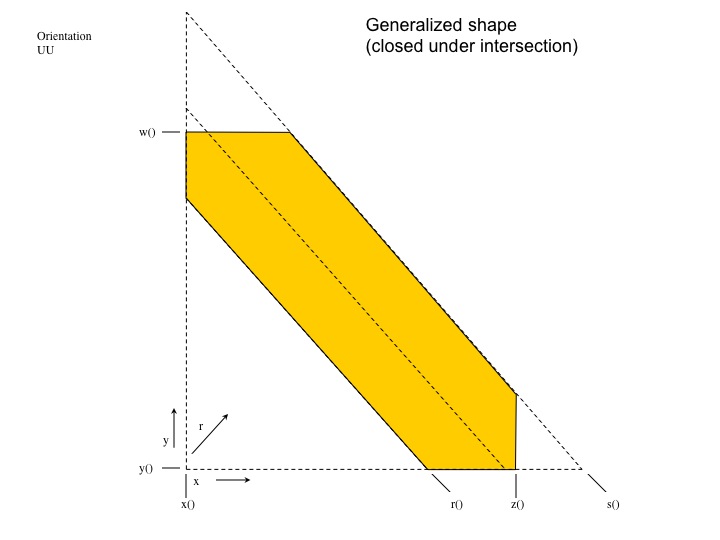 Generalized shape
(closed under intersection)
Orientation
UU
w()
r
y
y()
x
x()
r()
z()
s()